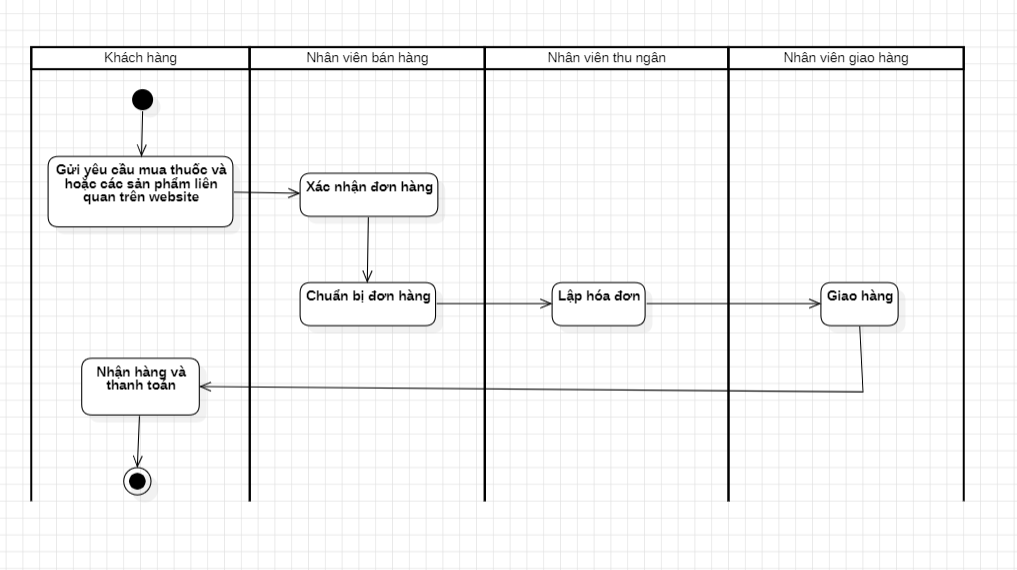 Khách hàng
Nhân viên bán hàng
Nhân viên thu ngân
Nhân viên giao hàng
Gửi yêu cầu mua thuốc và
hoặc các sản phẩm liên
quan trên website
Xác nhận đơn hàng
Chuẩn bị đơn hàng
Lập hóa đơn
Giao hàng
Nhận hàng và
thanh toán